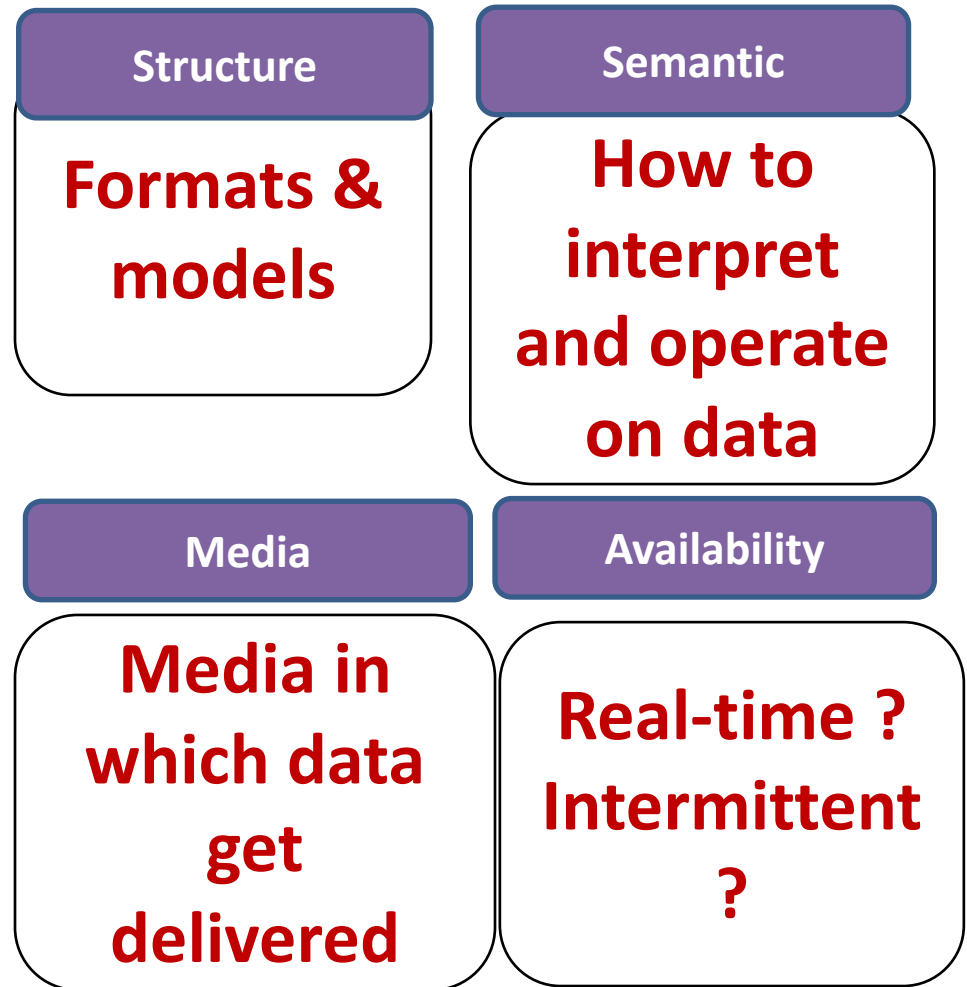 Structure
Formats &
models
Semantic
How to
interpret
and operate
on data
Media
Media in
which data
get
delivered
Availability
Real-time ?
Intermittent
?